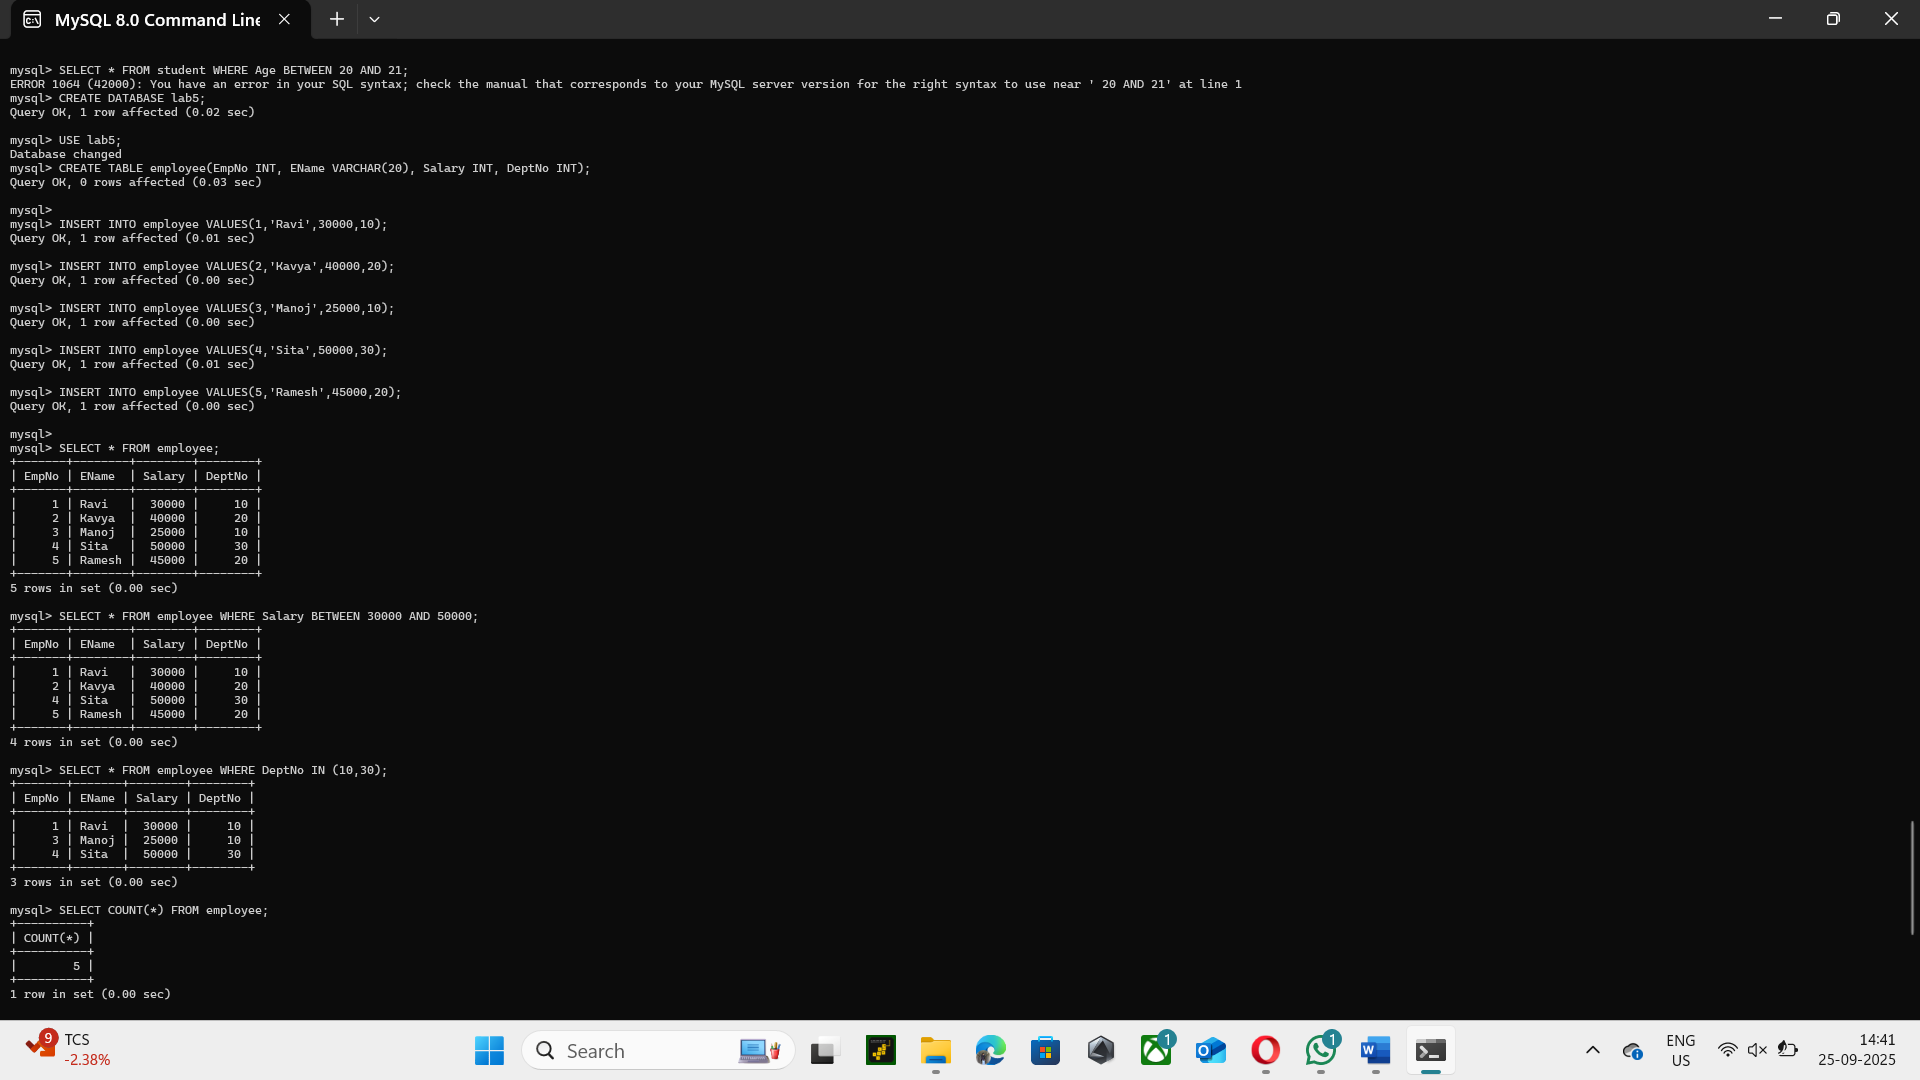 MySQL 8.0 Command Line
mysql> SELECT * FROM student WHERE Age BETWEEN 20 AND 21;
ERROR 1064 (42000): You have an error in your SQL syntax; check the manual that corresponds to your MySQL server version for the right syntax to use near ' 20 AND 21' at line 1
mysql> CREATE DATABASE lab5;
Query OK, 1 row affected (0.02 sec)
mysql> USE lab5;
Database changed
mysql> CREATE TABLE employee(EmpNo INT, EName VARCHAR(20), Salary INT, DeptNo INT);
Query OK, 0 rows affected (0.03 sec)
mysql>
mysql> INSERT INTO employee VALUES(1,'Ravi',30000,10);
Query OK, 1 row affected (0.01 sec)
mysql> INSERT INTO employee VALUES(2,'Kavya',40000,20);
Query OK, 1 row affected (0.00 sec)
mysql> INSERT INTO employee VALUES(3,'Manoj',25000,10);
Query OK, 1 row affected (0.00 sec)
mysql> INSERT INTO employee VALUES(4,'Sita',50000,30);
Query OK, 1 row affected (0.01 sec)
mysql> INSERT INTO employee VALUES(5,'Ramesh',45000,20);
Query OK, 1 row affected (0.00 sec)
mysql>
mysql> SELECT * FROM employee;
+-------+--------+--------+--------+
| EmpNo | EName  | Salary | DeptNo |
+-------+--------+--------+--------+
|     1 | Ravi   |  30000 |     10 |
|     2 | Kavya  |  40000 |     20 |
|     3 | Manoj  |  25000 |     10 |
|     4 | Sita   |  50000 |     30 |
|     5 | Ramesh |  45000 |     20 |
+-------+--------+--------+--------+
5 rows in set (0.00 sec)
mysql> SELECT * FROM employee WHERE Salary BETWEEN 30000 AND 50000;
+-------+--------+--------+--------+
| EmpNo | EName  | Salary | DeptNo |
+-------+--------+--------+--------+
|     1 | Ravi   |  30000 |     10 |
|     2 | Kavya  |  40000 |     20 |
|     4 | Sita   |  50000 |     30 |
|     5 | Ramesh |  45000 |     20 |
+-------+--------+--------+--------+
4 rows in set (0.00 sec)
mysql> SELECT * FROM employee WHERE DeptNo IN (10,30);
+-------+-------+--------+--------+
| EmpNo | EName | Salary | DeptNo |
+-------+-------+--------+--------+
|     1 | Ravi  |  30000 |     10 |
|     3 | Manoj |  25000 |     10 |
|     4 | Sita  |  50000 |     30 |
+-------+-------+--------+--------+
3 rows in set (0.00 sec)
mysql> SELECT COUNT(*) FROM employee;
+----------+
| COUNT(*) |
+----------+
|        5 |
+----------+
1 row in set (0.00 sec)
9 TCS
-2.38%
Search
1
1
ENG
US
14:41
25-09-2025